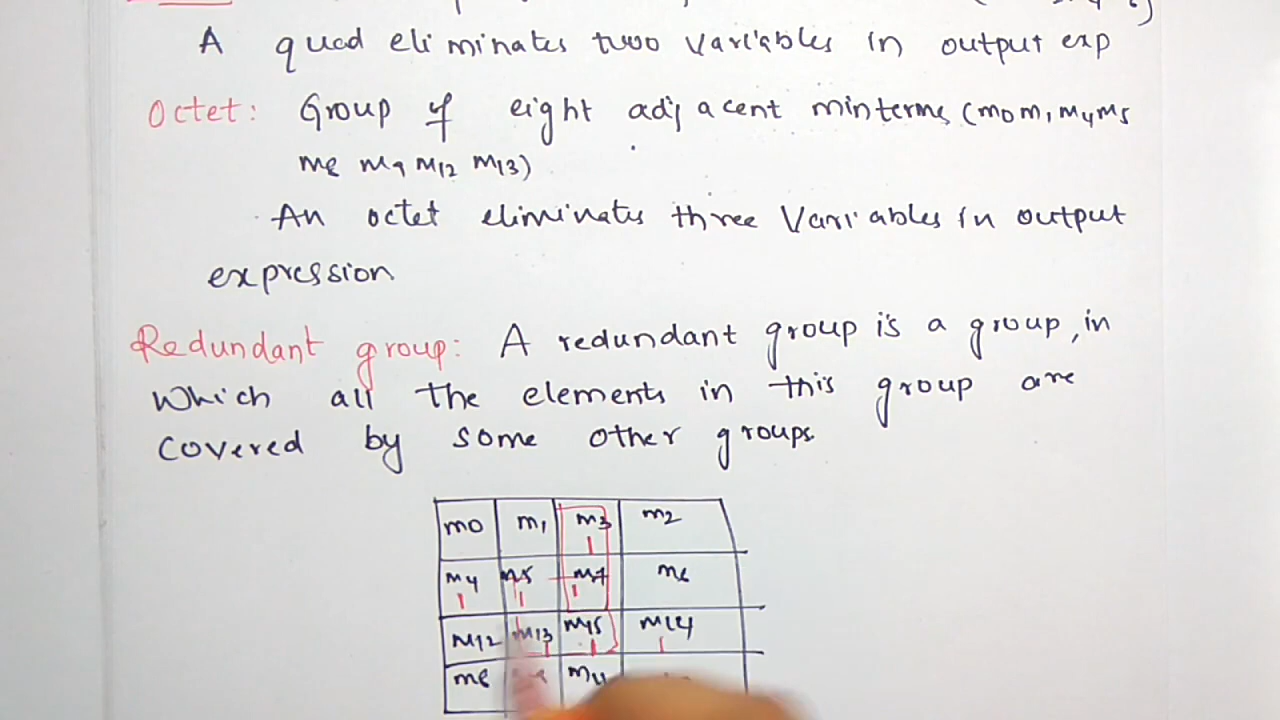 A quad eliminates two variables in output exp
Octet: Group of eight adjacent minterms (m0 m1 m4 m5
m8 m9 m12 m13)
An octet eliminates three variables in output
expression
Redundant group: A redundant group is a group, in
which all the elements in this group are
covered by some other groups
m0 m1 m3 m2
1
m4 m5 m7 m6
1 1 1
m12 m13 m15 m14
1 1 1
m8 m11